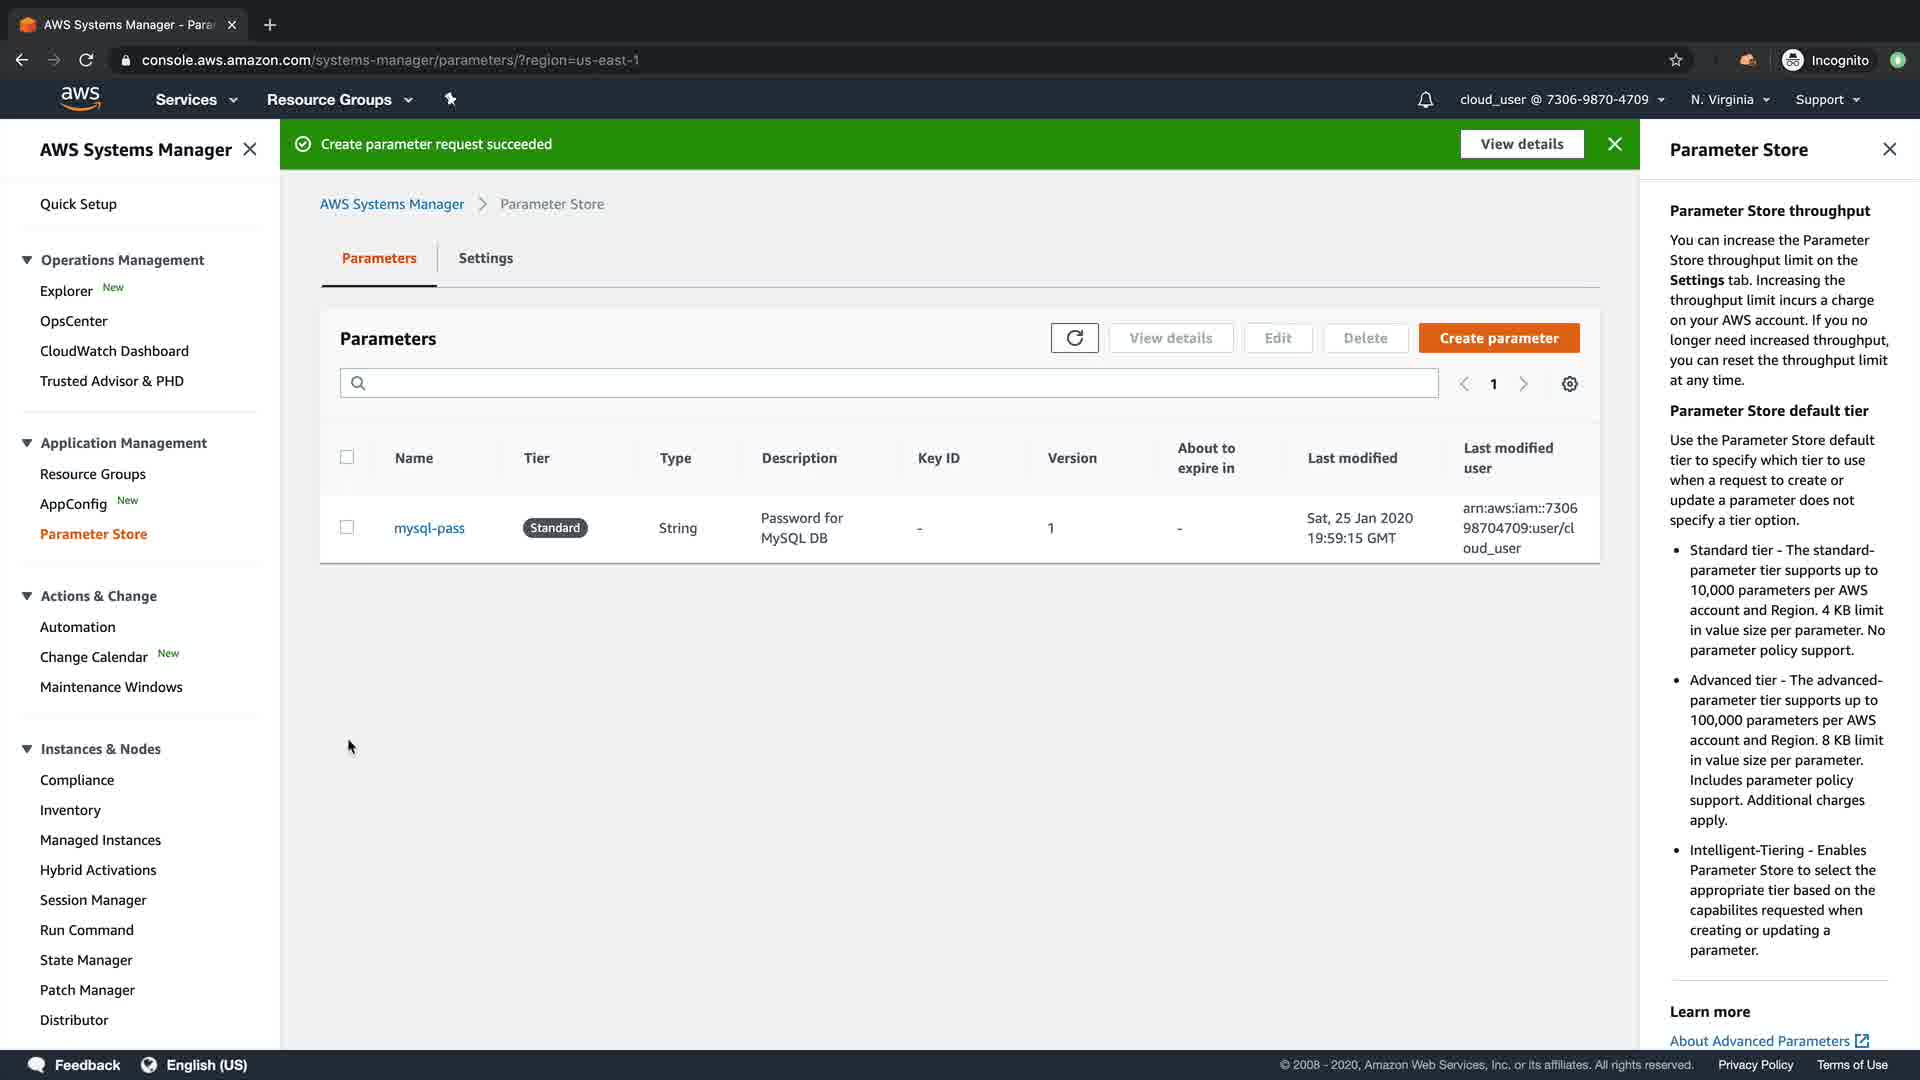 AWS Systems Manager - Para
console.aws.amazon.com/systems-manager/parameters/?region=us-east-1
Incognito
aws
Services
Resource Groups
cloud_user @ 7306-9870-4709
N. Virginia
Support
AWS Systems Manager
Quick Setup
Operations Management
Explorer New
OpsCenter
CloudWatch Dashboard
Trusted Advisor & PHD
Application Management
Resource Groups
AppConfig New
Parameter Store
Actions & Change
Automation
Change Calendar New
Maintenance Windows
Instances & Nodes
Compliance
Inventory
Managed Instances
Hybrid Activations
Session Manager
Run Command
State Manager
Patch Manager
Distributor
Create parameter request succeeded
View details
AWS Systems Manager
Parameter Store
Parameters
Settings
Parameters
View details
Edit
Delete
Create parameter
1
Name
Tier
Type
Description
Key ID
Version
About to
expire in
Last modified
Last modified
user
mysql-pass
Standard
String
Password for
MySQL DB
-
1
-
Sat, 25 Jan 2020
19:59:15 GMT
arn:aws:iam::7306
98704709:user/cl
oud_user
Parameter Store
Parameter Store throughput
You can increase the Parameter
Store throughput limit on the
Settings tab. Increasing the
throughput limit incurs a charge
on your AWS account. If you no
longer need increased throughput,
you can reset the throughput limit
at any time.
Parameter Store default tier
Use the Parameter Store default
tier to specify which tier to use
when a request to create or
update a parameter does not
specify a tier option.
• Standard tier - The standard-
parameter tier supports up to
10,000 parameters per AWS
account and Region. 4 KB limit
in value size per parameter. No
parameter policy support.
• Advanced tier - The advanced-
parameter tier supports up to
100,000 parameters per AWS
account and Region. 8 KB limit
in value size per parameter.
Includes parameter policy
support. Additional charges
apply.
• Intelligent-Tiering - Enables
Parameter Store to select the
appropriate tier based on the
capabilites requested when
creating or updating a
parameter.
Learn more
About Advanced Parameters
Feedback
English (US)
© 2008 - 2020, Amazon Web Services, Inc. or its affiliates. All rights reserved.
Privacy Policy
Terms of Use